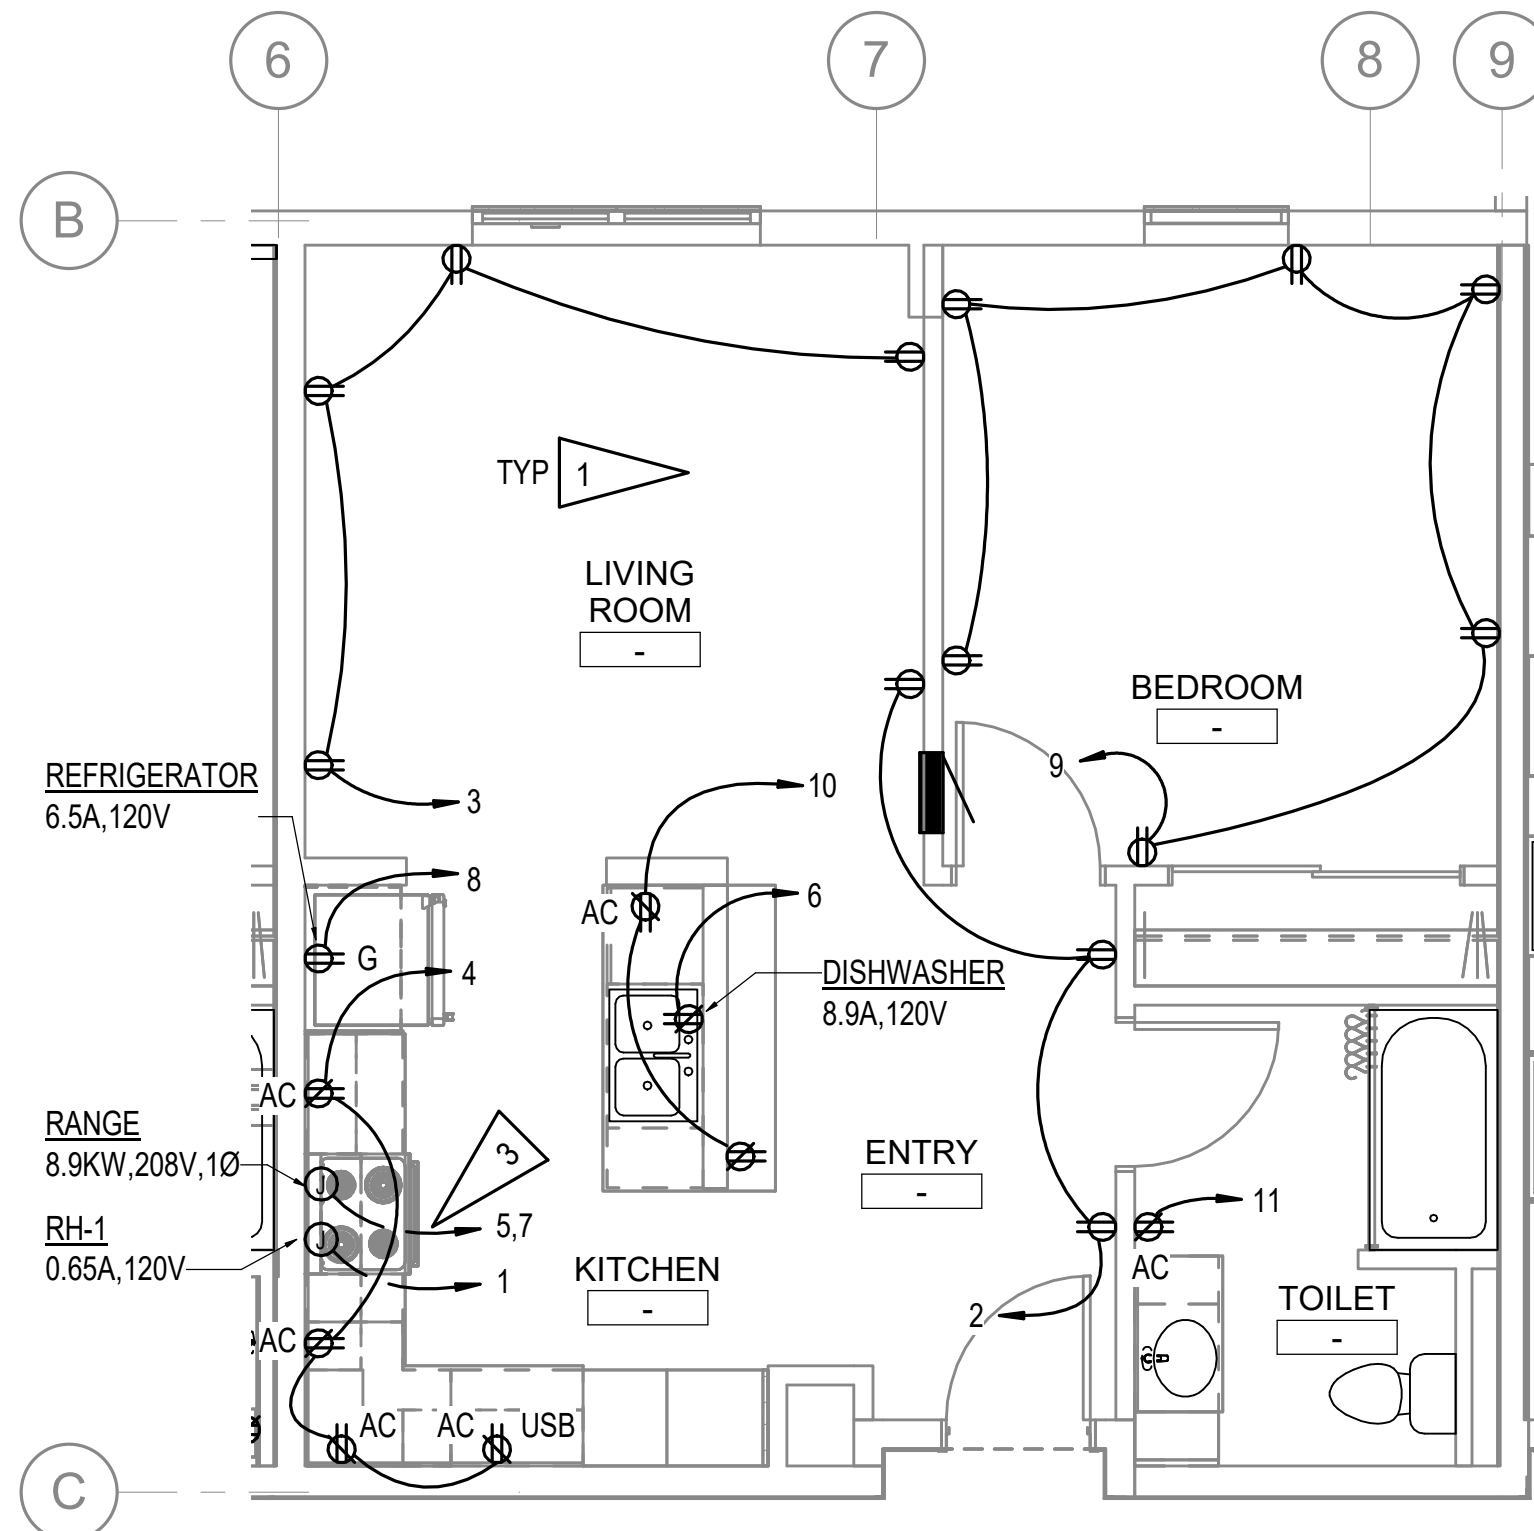 6
7
8
9
B
TYP
1
LIVING
ROOM
-
BEDROOM
-
9
REFRIGERATOR
6.5A,120V
3
10
8
6
AC
G
4
DISHWASHER
8.9A,120V
AC
RANGE
8.9KW,208V,1Ø
J
3
ENTRY
-
5,7
11
RH-1
0.65A,120V
J
1
KITCHEN
-
AC
TOILET
-
2
AC
AC
AC
USB
C